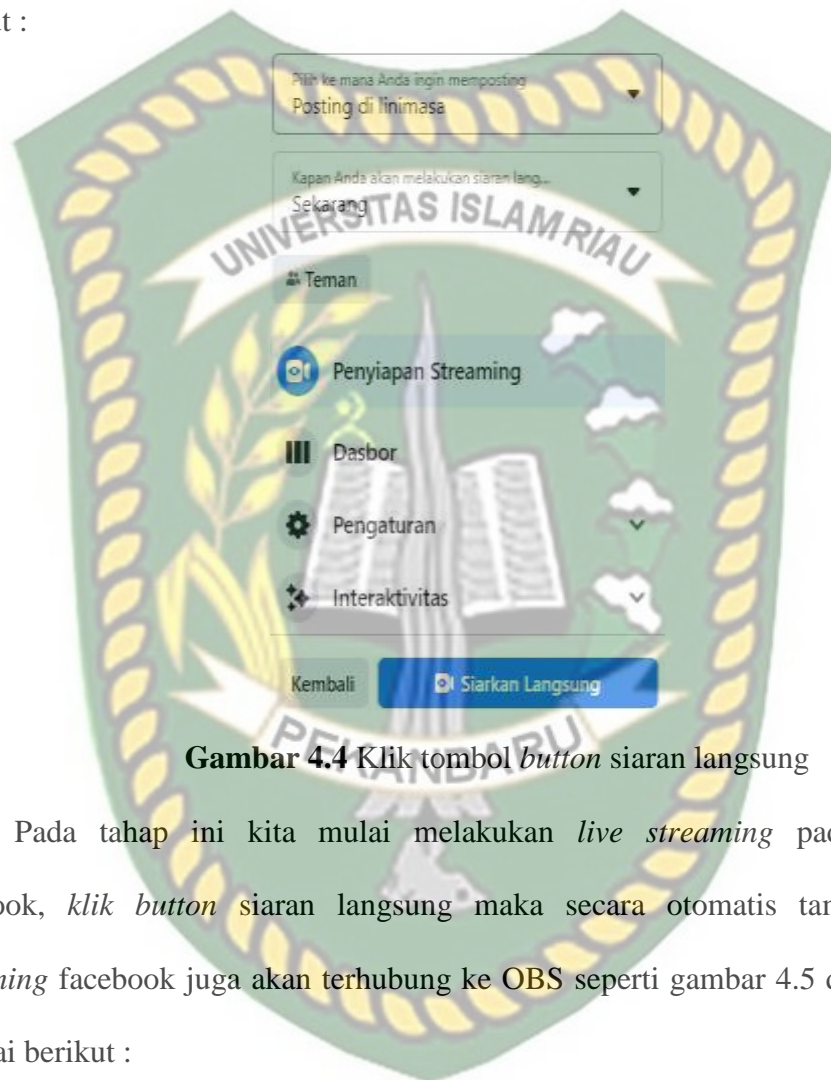 ut :
Pilih ke mana Anda ingin memposting
Posting di linimasa
Kapan Anda akan melakukan siaran lang...
Sekarang
UNIVERSITAS ISLAM RIAU
Teman
Penyiapan Streaming
Dasbor
Pengaturan
Interaktivitas
Kembali
Siarkan Langsung
PEKANBARU
Gambar 4.4 Klik tombol button siaran langsung
Pada tahap ini kita mulai melakukan live streaming pad
ook, klik button siaran langsung maka secara otomatis tam
ning facebook juga akan terhubung ke OBS seperti gambar 4.5 d
ai berikut :